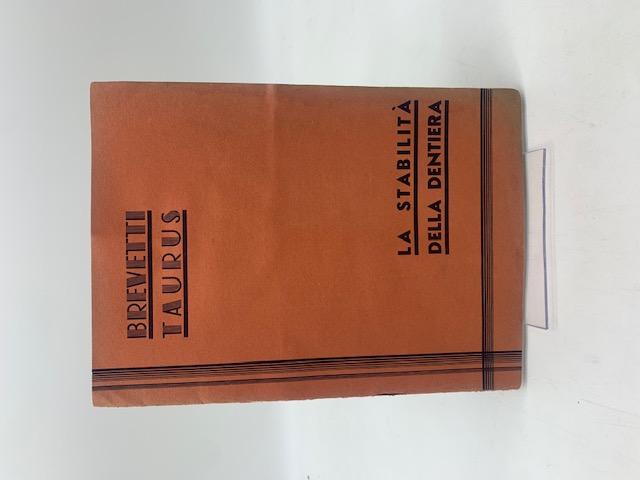 BREVETTI
TAURUS
LA STABILITÀ
DELLA DENTIERA